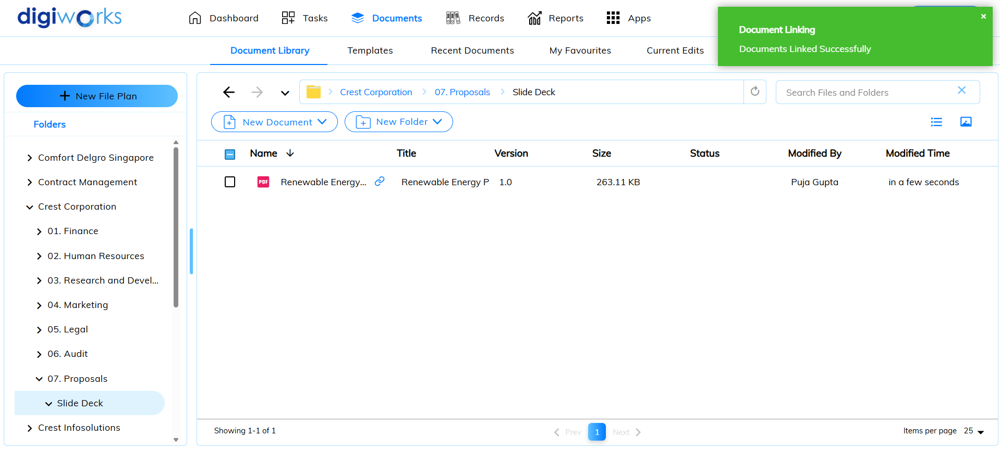 digiworks
Dashboard
Tasks
Documents
Records
Reports
Apps
Document Linking
Documents Linked Successfully
Document Library
Templates
Recent Documents
My Favourites
Current Edits
New File Plan
Folders
Comfort Delgro Singapore
Contract Management
Crest Corporation
01. Finance
02. Human Resources
03. Research and Devel...
04. Marketing
05. Legal
06. Audit
07. Proposals
Slide Deck
Crest Infosolutions
Crest Corporation
07. Proposals
Slide Deck
Search Files and Folders
New Document
New Folder
Name
Title
Version
Size
Status
Modified By
Modified Time
PDF
Renewable Energy...
Renewable Energy P
1.0
263.11 KB
Puja Gupta
in a few seconds
Showing 1-1 of 1
Prev
1
Next
Items per page
25